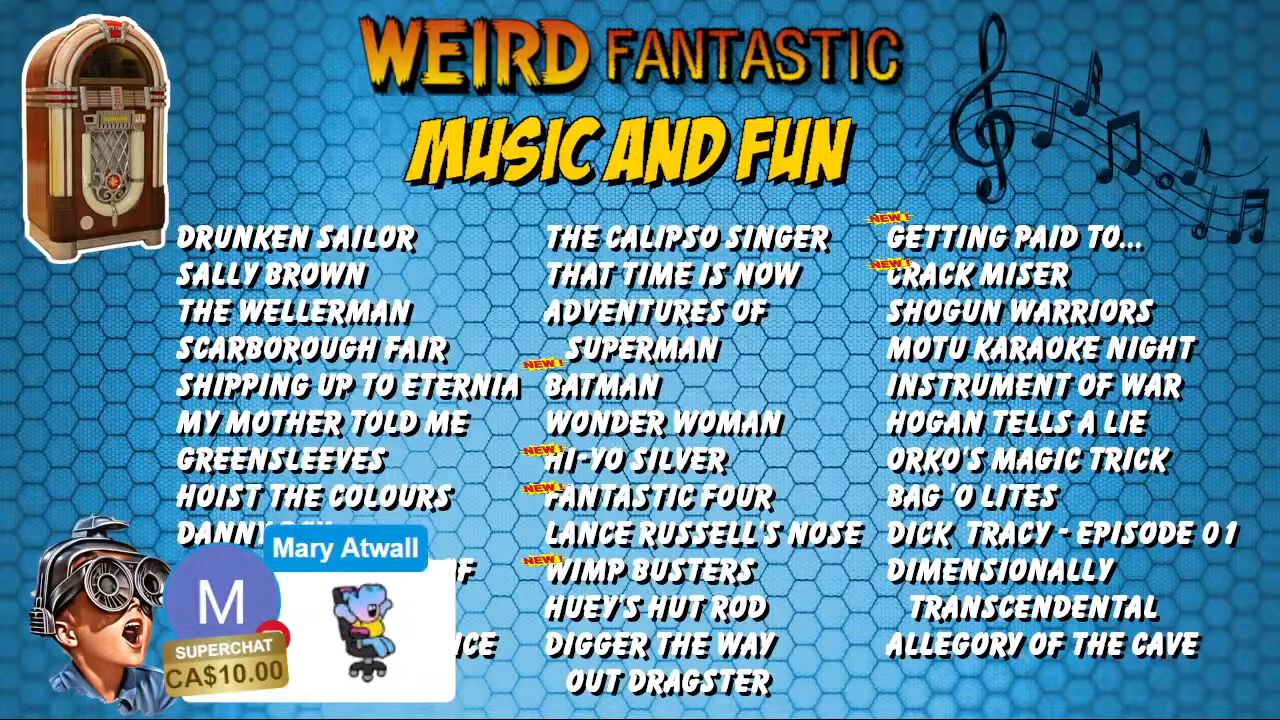 WEIRD FANTASTIC
MUSIC AND FUN
DRUNKEN SAILOR
SALLY BROWN
THE WELLERMAN
SCARBOROUGH FAIR
SHIPPING UP TO ETERNIA
MY MOTHER TOLD ME
GREENSLEEVES
HOIST THE COLOURS
DANNY
THE CALIPSO SINGER
THAT TIME IS NOW
ADVENTURES OF
SUPERMAN
NEW!
BATMAN
WONDER WOMAN
NEW!
HI-YO SILVER
NEW!
FANTASTIC FOUR
LANCE RUSSELL'S NOSE
NEW!
WIMP BUSTERS
HUEY'S HUT ROD
DIGGER THE WAY
OUT DRAGSTER
NEW!
GETTING PAID TO...
NEW!
CRACK MISER
SHOGUN WARRIORS
MOTU KARAOKE NIGHT
INSTRUMENT OF WAR
HOGAN TELLS A LIE
ORKO'S MAGIC TRICK
BAG 'O LITES
DICK TRACY - EPISODE 01
DIMENSIONALLY
TRANSCENDENTAL
ALLEGORY OF THE CAVE
Mary Atwall
M
SUPERCHAT
CA$10.00